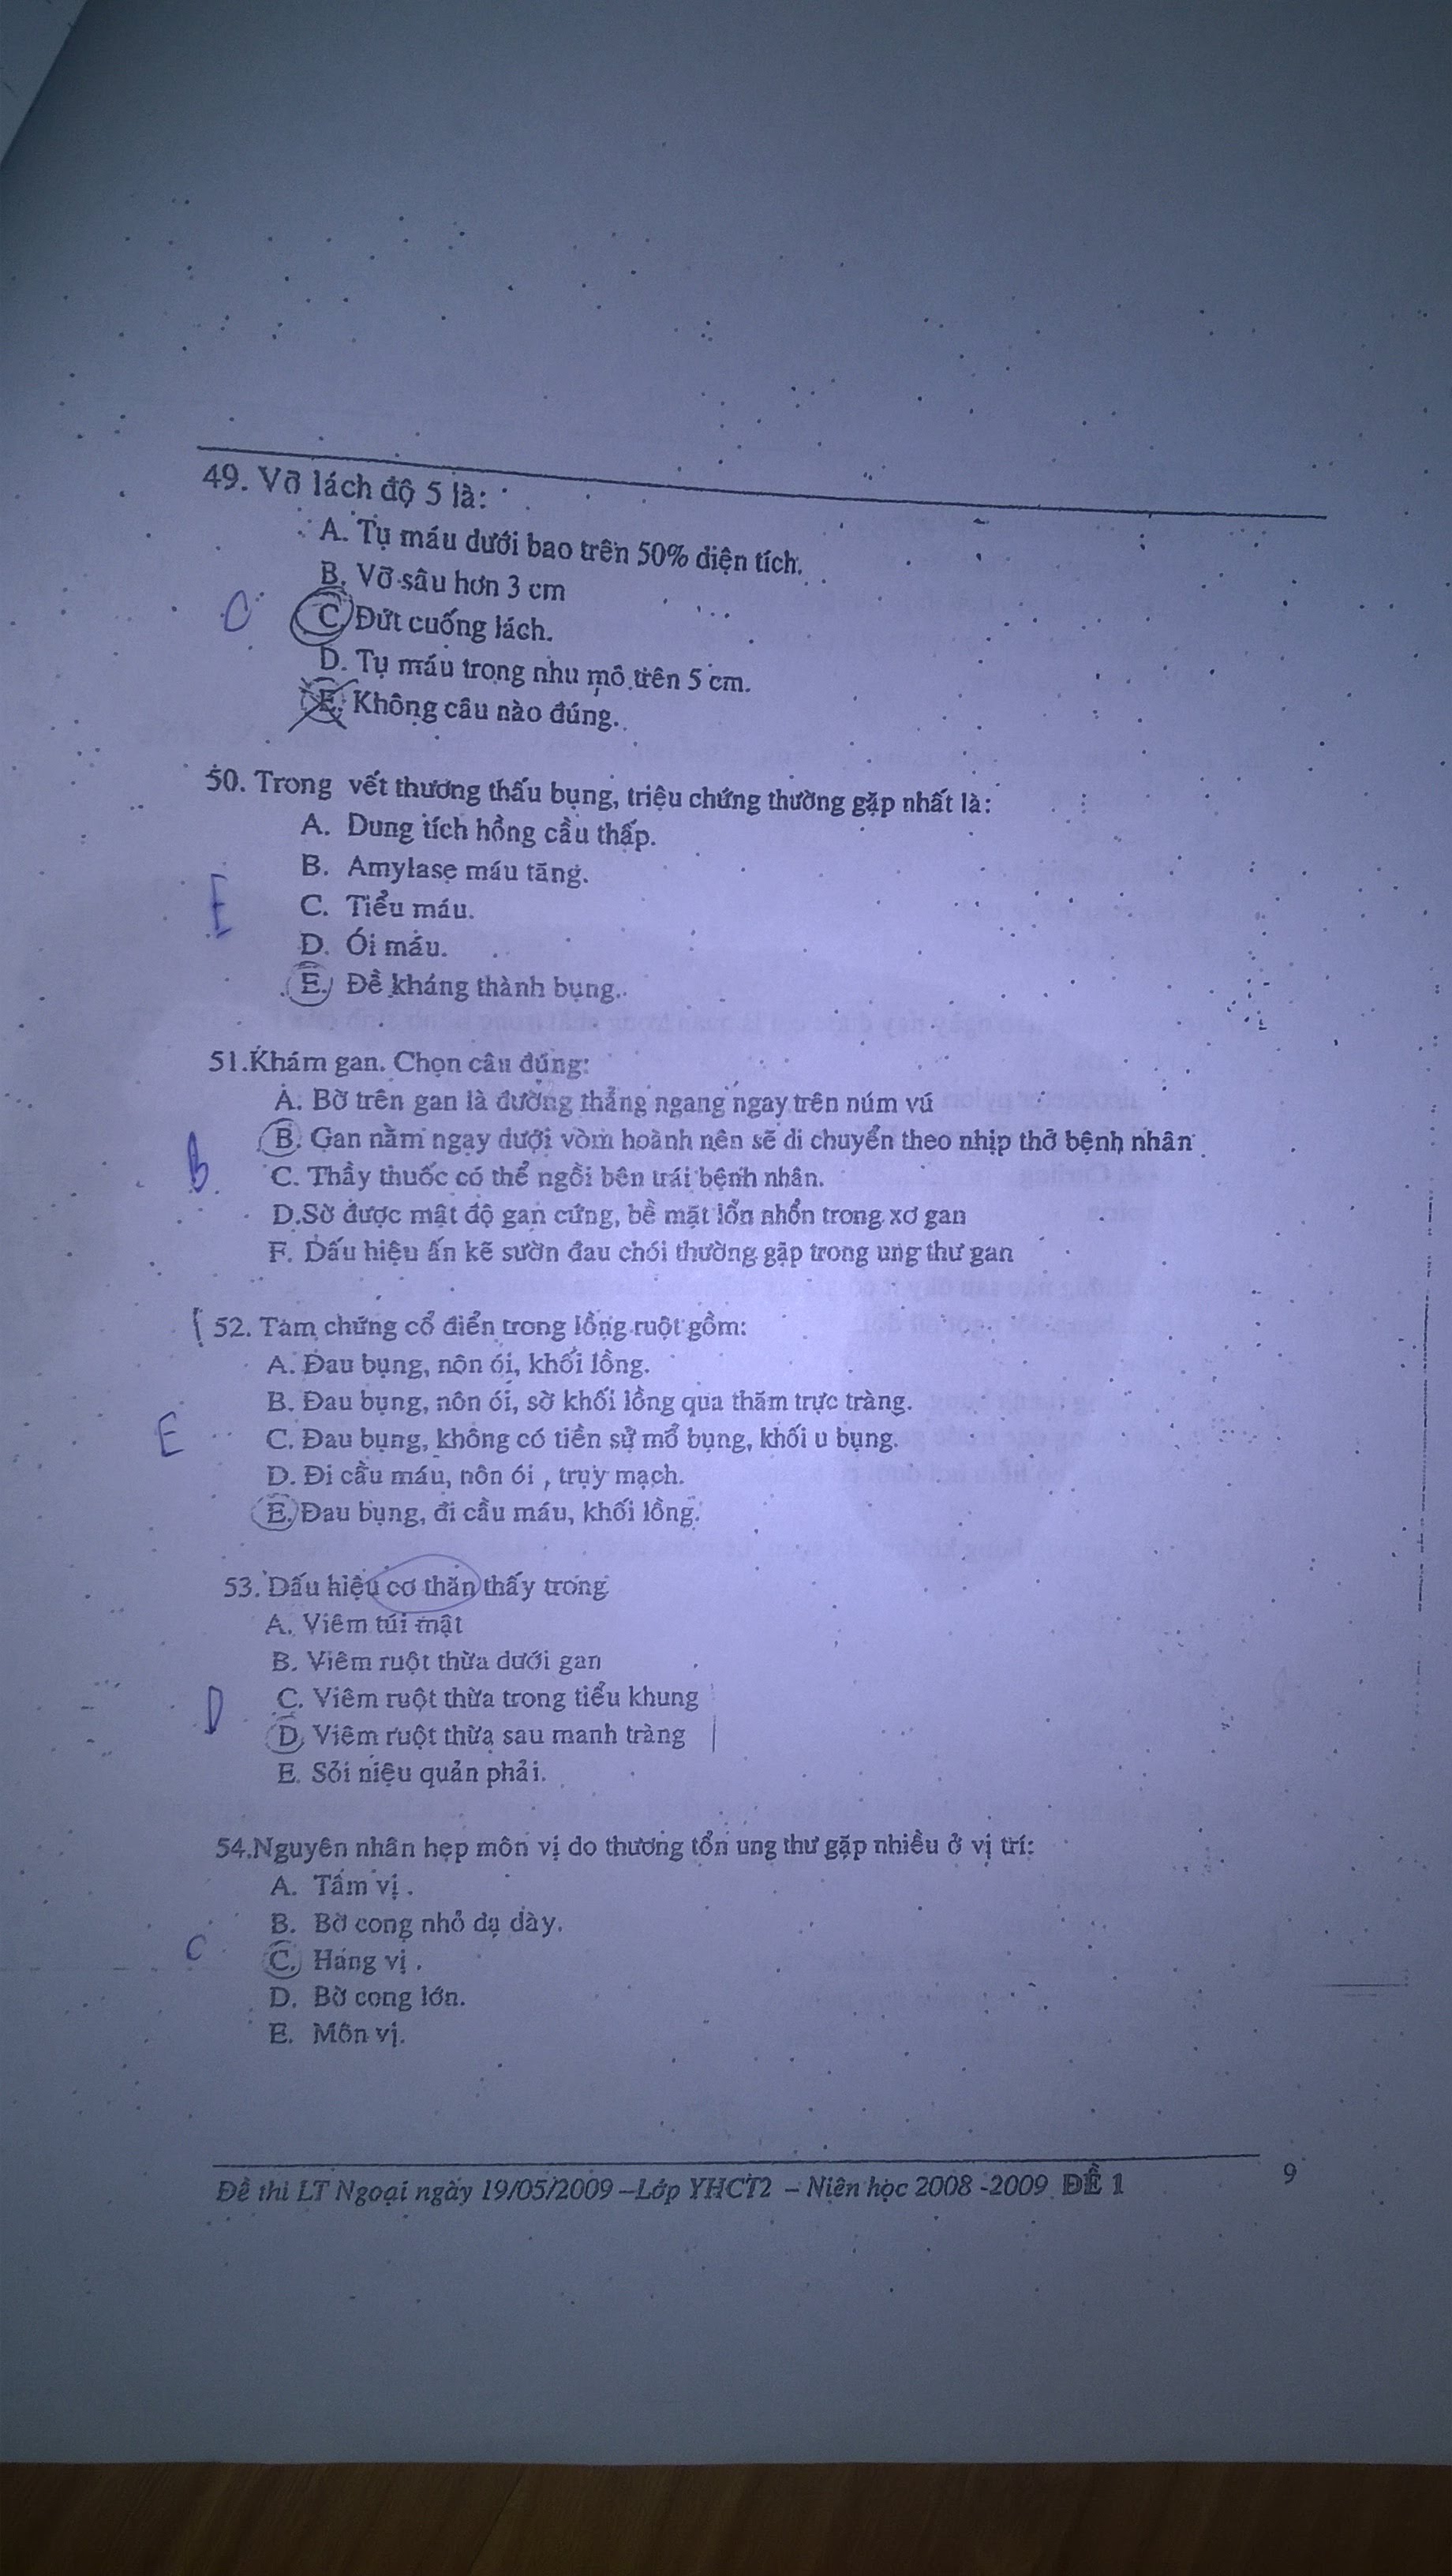 49. Vỡ lách độ 5 là:
A. Tụ máu dưới bao trên 50% diện tích.
B. Vỡ sâu hơn 3 cm
C
C. Đứt cuống lách.
D. Tụ máu trong nhu mô trên 5 cm.
E. Không câu nào đúng.
50. Trong vết thương thấu bụng, triệu chứng thường gặp nhất là:
A. Dung tích hồng cầu thấp.
B. Amylase máu tăng.
E
C. Tiểu máu.
D. Ói máu.
E. Đề kháng thành bụng.
51.Khám gan. Chọn câu đúng:
A. Bờ trên gan là đường thẳng ngang ngay trên núm vú
B. Gan nằm ngay dưới vòm hoành nên sẽ di chuyển theo nhịp thở bệnh nhân
B
C. Thầy thuốc có thể ngồi bên trái bệnh nhân.
D.Sờ được mật độ gan cứng, bề mặt lổn nhổn trong xơ gan
E. Dấu hiệu ấn kẽ sườn đau chói thường gặp trong ung thư gan
52. Tam chứng cổ điển trong lồng ruột gồm:
A. Đau bụng, nôn ói, khối lồng.
B. Đau bụng, nôn ói, sờ khối lồng qua thăm trực tràng.
E
C. Đau bụng, không có tiền sử mổ bụng, khối u bụng.
D. Đi cầu máu, nôn ói , trụy mạch.
E. Đau bụng, đi cầu máu, khối lồng.
53. Dấu hiệu cơ thăn thấy trong
A. Viêm túi mật
B. Viêm ruột thừa dưới gan
D
C. Viêm ruột thừa trong tiểu khung
D. Viêm ruột thừa sau manh tràng
E. Sỏi niệu quản phải.
54.Nguyên nhân hẹp môn vị do thương tổn ung thư gặp nhiều ở vị trí:
A. Tâm vị .
B. Bờ cong nhỏ dạ dày.
C
C. Hang vị .
D. Bờ cong lớn.
E. Môn vị.
Đề thi LT Ngoại ngày 19/05/2009 –Lớp YHCT2 – Niên học 2008 -2009 ĐỀ 1
9